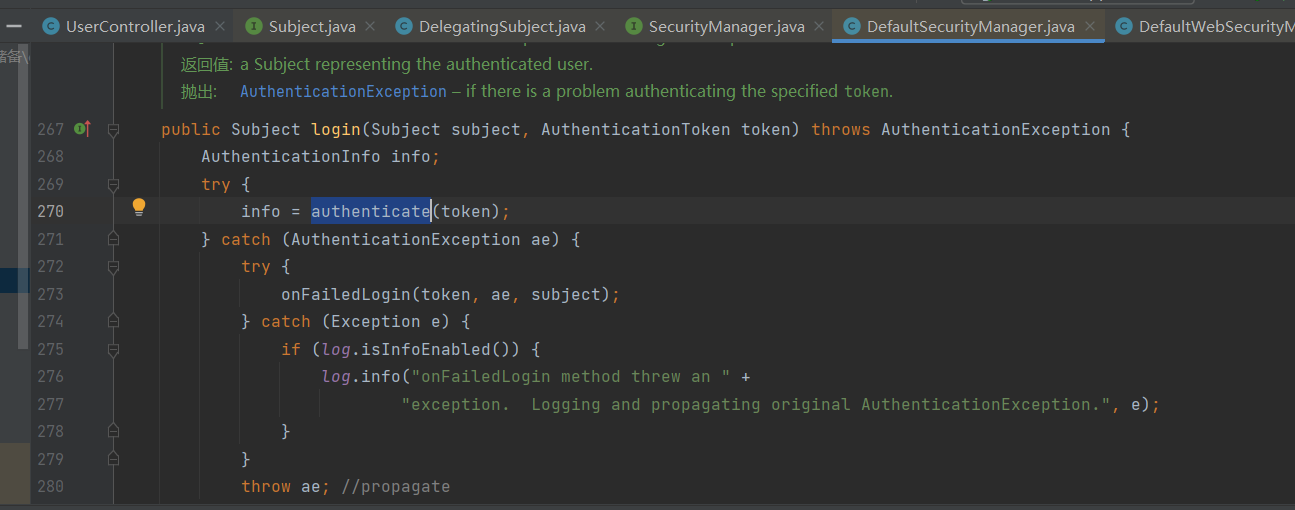 UserController.java Subject.java DelegatingSubject.java SecurityManager.java DefaultSecurityManager.java DefaultWebSecurityM
返回值: a Subject representing the authenticated user.
抛出: AuthenticationException – if there is a problem authenticating the specified token.
267 public Subject login(Subject subject, AuthenticationToken token) throws AuthenticationException {
268 AuthenticationInfo info;
269 try {
270 info = authenticate(token);
271 } catch (AuthenticationException ae) {
272 try {
273 onFailedLogin(token, ae, subject);
274 } catch (Exception e) {
275 if (log.isInfoEnabled()) {
276 log.info("onFailedLogin method threw an " +
277 "exception.  Logging and propagating original AuthenticationException.", e);
278 }
279 }
280 throw ae; //propagate